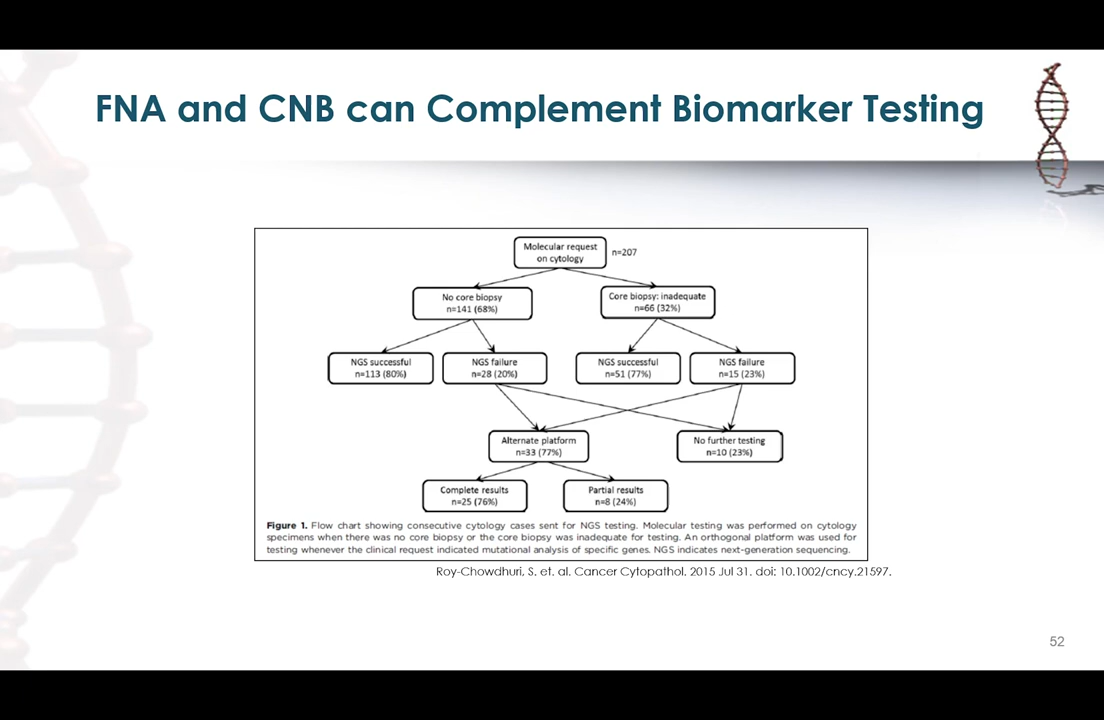 FNA and CNB can Complement Biomarker Testing
Molecular request
on cytology
n=207
No core biopsy
n=141 (68%)
Core biopsy: inadequate
n=66 (32%)
NGS successful
n=113 (80%)
NGS failure
n=28 (20%)
NGS successful
n=51 (77%)
NGS failure
n=15 (23%)
Alternate platform
n=33 (77%)
No further testing
n=10 (23%)
Complete results
n=25 (76%)
Partial results
n=8 (24%)
Figure 1. Flow chart showing consecutive cytology cases sent for NGS testing. Molecular testing was performed on cytology
specimens when there was no core biopsy or the core biopsy was inadequate for testing. An orthogonal platform was used for
testing whenever the clinical request indicated mutational analysis of specific genes. NGS indicates next-generation sequencing.
Roy-Chowdhuri, S. et. al. Cancer Cytopathol. 2015 Jul 31. doi: 10.1002/cncy.21597.
52